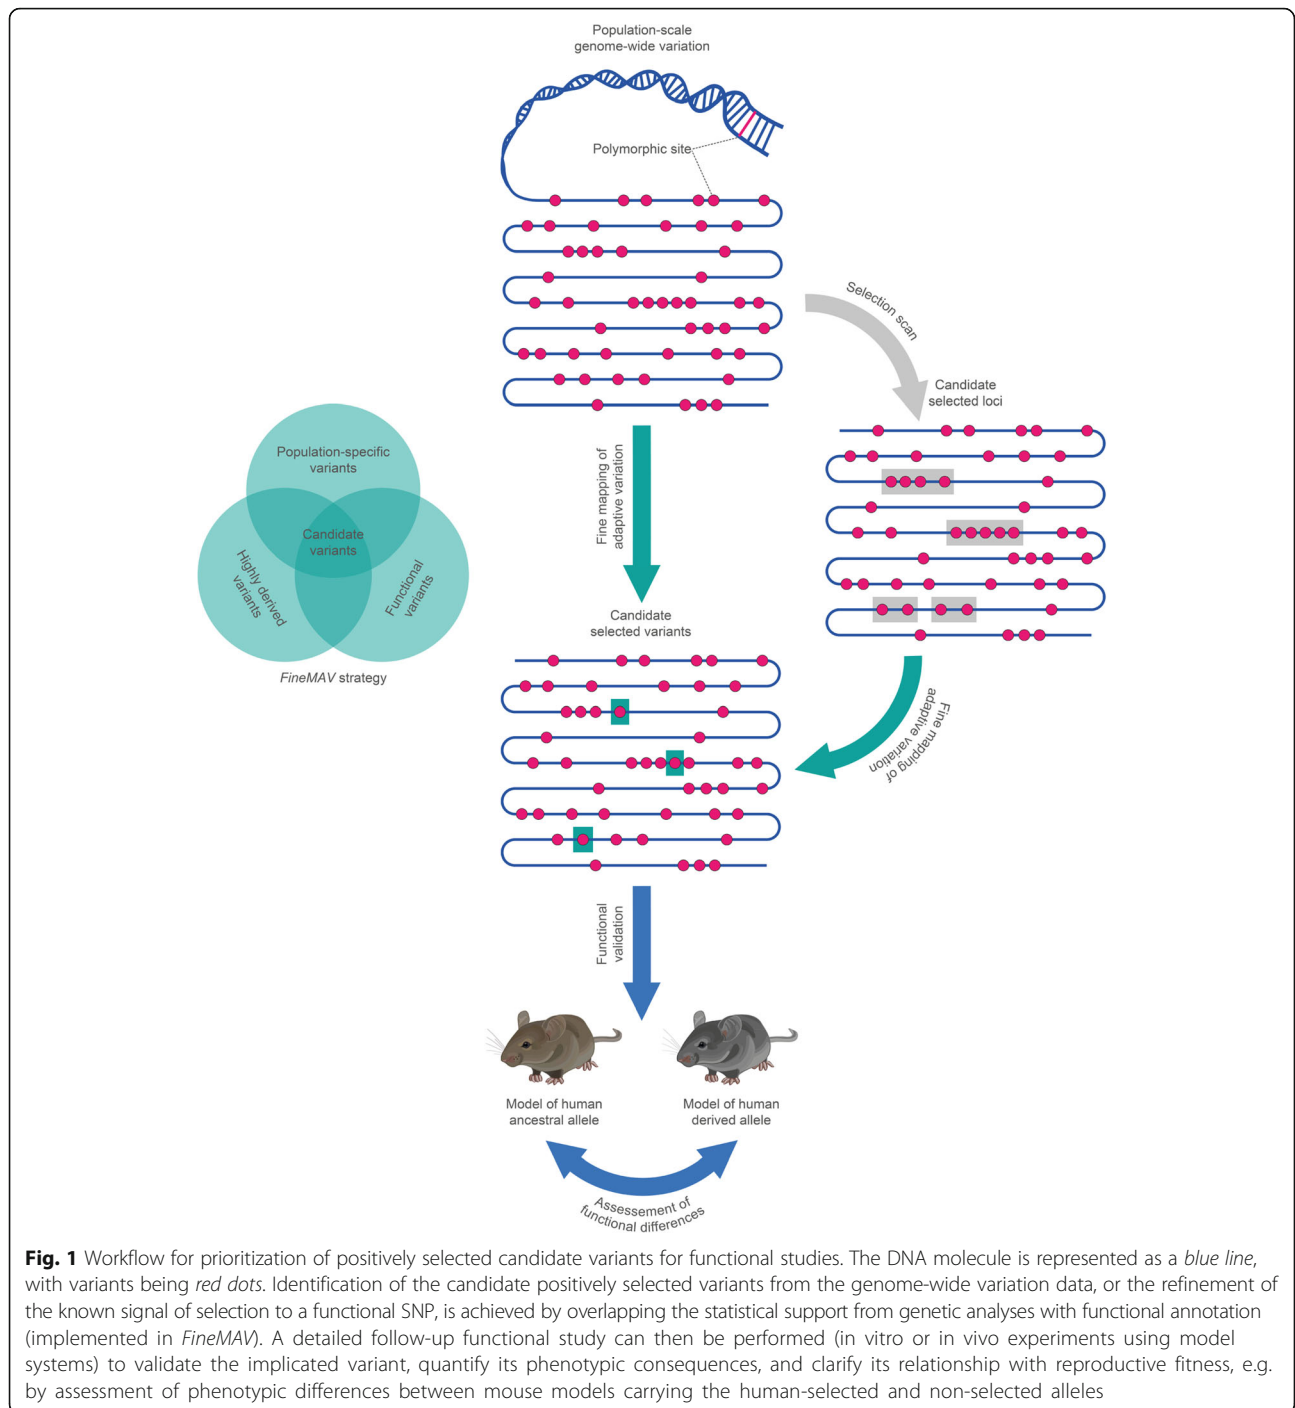 Population-scale
genome-wide variation
Polymorphic site
Selection scan
Candidate
selected loci
Fine mapping of
adaptive variation
Population-specific
variants
Candidate
variants
Highly derived
variants
Functional
variants
FineMAV strategy
Candidate
selected variants
Fine mapping of
adaptive variation
Functional
validation
Model of human
ancestral allele
Model of human
derived allele
Assessement of
functional differences
Fig. 1 Workflow for prioritization of positively selected candidate variants for functional studies. The DNA molecule is represented as a blue line,
with variants being red dots. Identification of the candidate positively selected variants from the genome-wide variation data, or the refinement of
the known signal of selection to a functional SNP, is achieved by overlapping the statistical support from genetic analyses with functional annotation
(implemented in FineMAV). A detailed follow-up functional study can then be performed (in vitro or in vivo experiments using model
systems) to validate the implicated variant, quantify its phenotypic consequences, and clarify its relationship with reproductive fitness, e.g.
by assessment of phenotypic differences between mouse models carrying the human-selected and non-selected alleles